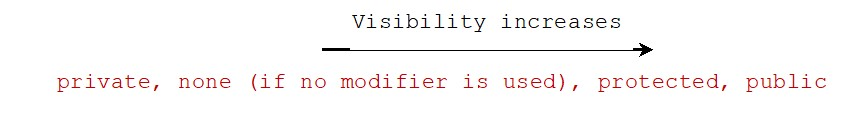 Visibility increases
private, none (if no modifier is used), protected, public